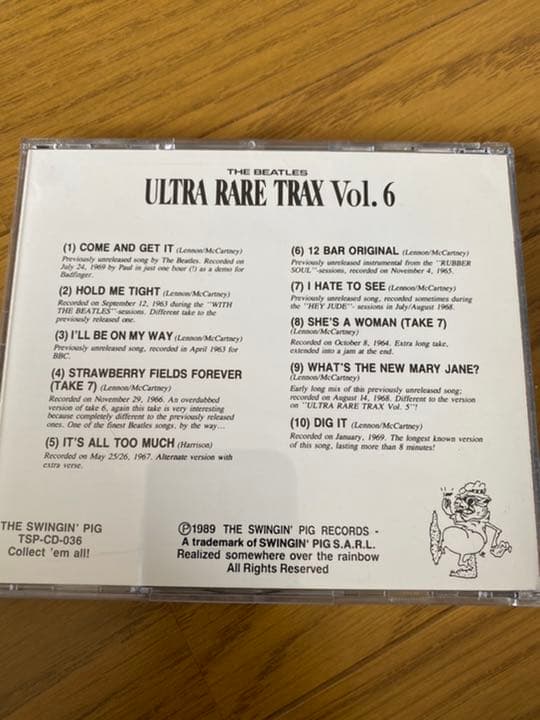 THE BEATLES
ULTRA RARE TRAX Vol. 6
(1) COME AND GET IT (Lennon/McCartney)
Previously unreleased song by The Beatles. Recorded on
July 24, 1969 by Paul in just one hour (!) as a demo for
Badfinger.
(2) HOLD ME TIGHT (Lennon/McCartney)
Recorded on September 12, 1963 during the "WITH
THE BEATLES"-sessions. Different take to the
previously released one.
(3) I'LL BE ON MY WAY (Lennon/McCartney)
Previously unreleased song, recorded in April 1963 for
BBC.
(4) STRAWBERRY FIELDS FOREVER
(TAKE 7) (Lennon/McCartney)
Recorded on November 29, 1966. An overdubbed
version of take 6, again this take is very interesting
because completely different to the previously released
ones. One of the finest Beatles songs, by the way...
(5) IT'S ALL TOO MUCH (Harrison)
Recorded on May 25/26, 1967. Alternate version with
extra verse.
(6) 12 BAR ORIGINAL (Lennon/McCartney)
Previously unreleased instrumental from the "RUBBER
SOUL"-sessions, recorded on November 4, 1965.
(7) I HATE TO SEE (Lennon/McCartney)
Previously unreleased song, recorded sometimes during
the "HEY JUDE" sessions in July/August 1968.
(8) SHE'S A WOMAN (TAKE 7)
(Lennon/McCartney)
Recorded on October 8, 1964. Extra long take,
extended into a jam at the end.
(9) WHAT'S THE NEW MARY JANE?
(Lennon/McCartney)
Early long mix of this previously unreleased song;
recorded on August 14, 1968. Different to the version
on "ULTRA RARE TRAX Vol. 5"!
(10) DIG IT (Lennon/McCartney)
Recorded on January, 1969. The longest known version
of this song, lasting more than 8 minutes!
THE SWINGIN' PIG
TSP-CD-036
Collect 'em all!
℗1989 THE SWINGIN' PIG RECORDS -
A trademark of SWINGIN' PIG S.A.R.L.
Realized somewhere over the rainbow
All Rights Reserved